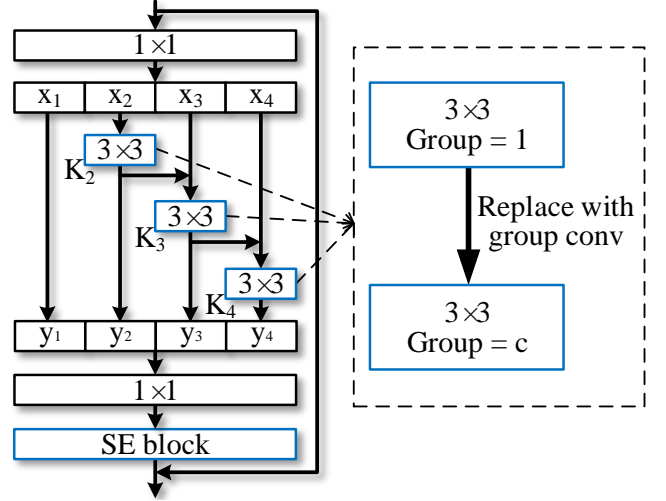 1×1
x₁ x₂ x₃ x₄
3×3
K₂
3×3
K₃
3×3
K₄
y₁ y₂ y₃ y₄
1×1
SE block
3×3
Group = 1
Replace with
group conv
3×3
Group = c